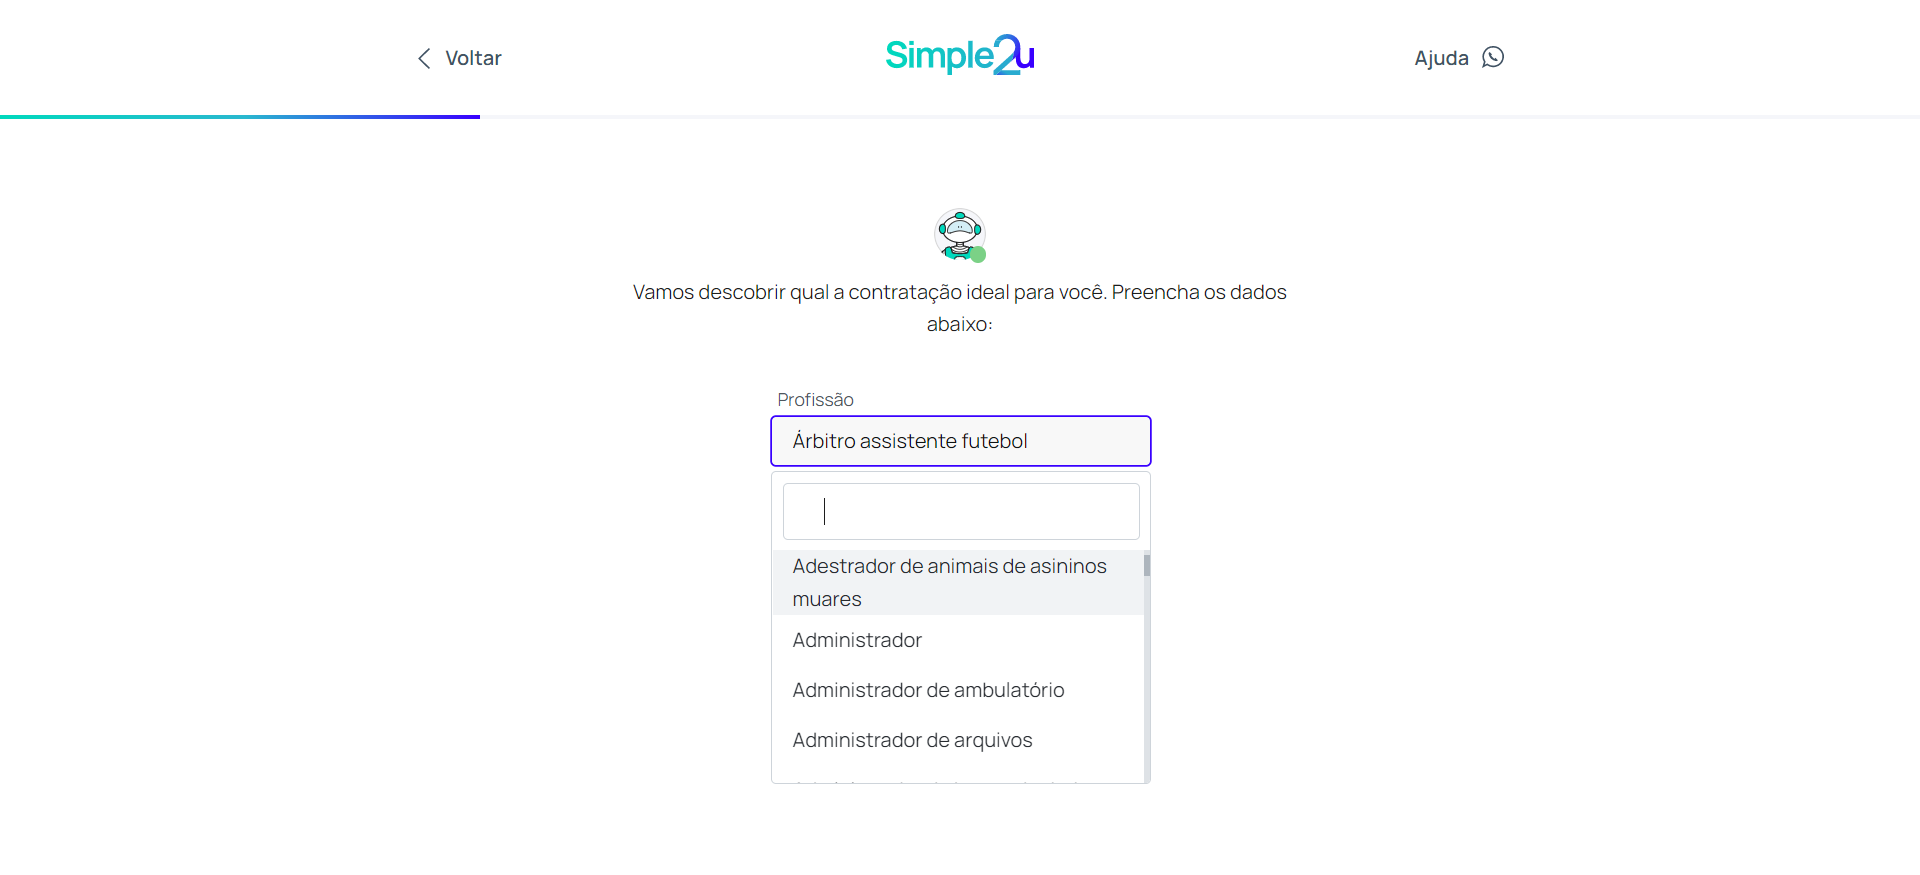 Voltar
Simple2u
Ajuda
Vamos descobrir qual a contratação ideal para você. Preencha os dados
abaixo:
Profissão
Árbitro assistente futebol
Adestrador de animais de asininos
muares
Administrador
Administrador de ambulatório
Administrador de arquivos